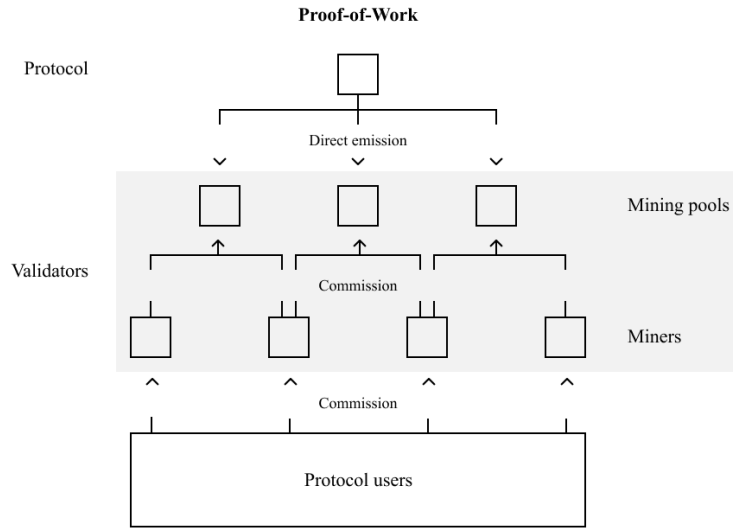 Proof-of-Work
Protocol
Direct emission
Mining pools
Validators
Commission
Miners
Commission
Protocol users